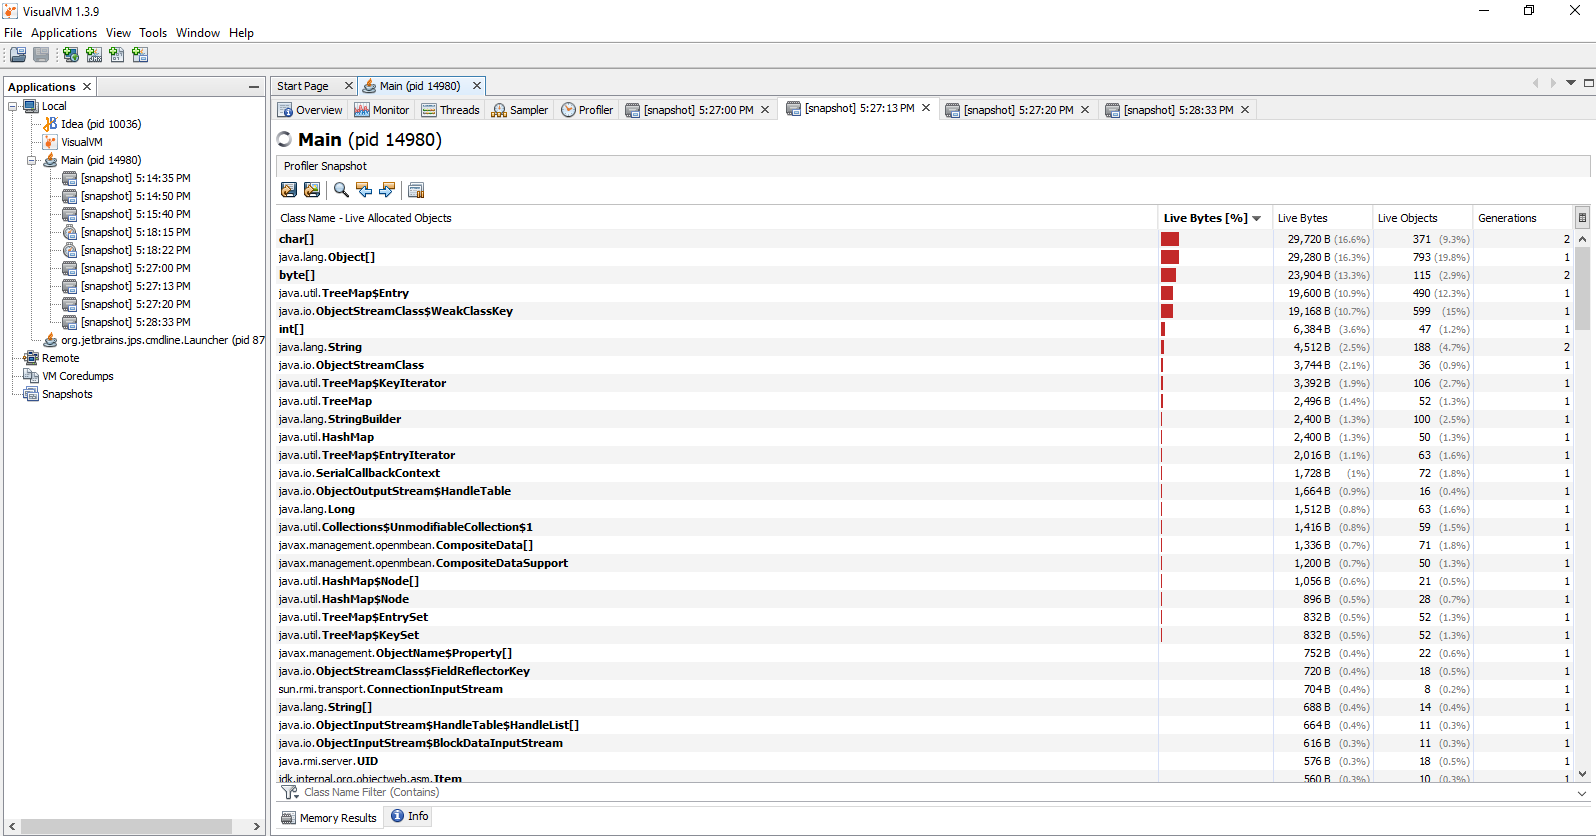 VisualVM 1.3.9
File Applications View Tools Window Help
Applications
Local
Idea (pid 10036)
VisualVM
Main (pid 14980)
[snapshot] 5:14:35 PM
[snapshot] 5:14:50 PM
[snapshot] 5:15:40 PM
[snapshot] 5:18:15 PM
[snapshot] 5:18:22 PM
[snapshot] 5:27:00 PM
[snapshot] 5:27:13 PM
[snapshot] 5:27:20 PM
[snapshot] 5:28:33 PM
org.jetbrains.jps.cmdline.Launcher (pid 87
Remote
VM Coredumps
Snapshots
Start Page Main (pid 14980)
Overview Monitor Threads Sampler Profiler [snapshot] 5:27:00 PM [snapshot] 5:27:13 PM [snapshot] 5:27:20 PM [snapshot] 5:28:33 PM
Main (pid 14980)
Profiler Snapshot
Class Name - Live Allocated Objects Live Bytes [%] Live Bytes Live Objects Generations
char[] 29,720 B (16.6%) 371 (9.3%) 2
java.lang.Object[] 29,280 B (16.3%) 793 (19.8%) 1
byte[] 23,904 B (13.3%) 115 (2.9%) 2
java.util.TreeMap$Entry 19,600 B (10.9%) 490 (12.3%) 1
java.io.ObjectStreamClass$WeakClassKey 19,168 B (10.7%) 599 (15%) 1
int[] 6,384 B (3.6%) 47 (1.2%) 1
java.lang.String 4,512 B (2.5%) 188 (4.7%) 2
java.io.ObjectStreamClass 3,744 B (2.1%) 36 (0.9%) 1
java.util.TreeMap$KeyIterator 3,392 B (1.9%) 106 (2.7%) 1
java.util.TreeMap 2,496 B (1.4%) 52 (1.3%) 1
java.lang.StringBuilder 2,400 B (1.3%) 100 (2.5%) 1
java.util.HashMap 2,400 B (1.3%) 50 (1.3%) 1
java.util.TreeMap$EntryIterator 2,016 B (1.1%) 63 (1.6%) 1
java.io.SerialCallbackContext 1,728 B (1%) 72 (1.8%) 1
java.io.ObjectOutputStream$HandleTable 1,664 B (0.9%) 16 (0.4%) 1
java.lang.Long 1,512 B (0.8%) 63 (1.6%) 1
java.util.Collections$UnmodifiableCollection$1 1,416 B (0.8%) 59 (1.5%) 1
javax.management.openmbean.CompositeData[] 1,336 B (0.7%) 71 (1.8%) 1
javax.management.openmbean.CompositeDataSupport 1,200 B (0.7%) 50 (1.3%) 1
java.util.HashMap$Node[] 1,056 B (0.6%) 21 (0.5%) 1
java.util.HashMap$Node 896 B (0.5%) 28 (0.7%) 1
java.util.TreeMap$EntrySet 832 B (0.5%) 52 (1.3%) 1
java.util.TreeMap$KeySet 832 B (0.5%) 52 (1.3%) 1
javax.management.ObjectName$Property[] 752 B (0.4%) 22 (0.6%) 1
java.io.ObjectStreamClass$FieldReflectorKey 720 B (0.4%) 18 (0.5%) 1
sun.rmi.transport.ConnectionInputStream 704 B (0.4%) 8 (0.2%) 1
java.lang.String[] 688 B (0.4%) 14 (0.4%) 1
java.io.ObjectInputStream$HandleTable$HandleList[] 664 B (0.4%) 11 (0.3%) 1
java.io.ObjectInputStream$BlockDataInputStream 616 B (0.3%) 11 (0.3%) 1
java.rmi.server.UID 576 B (0.3%) 18 (0.5%) 1
jdk.internal.org.objectweb.asm.Item 560 B (0.3%) 10 (0.3%) 1
Class Name Filter (Contains)
Memory Results Info